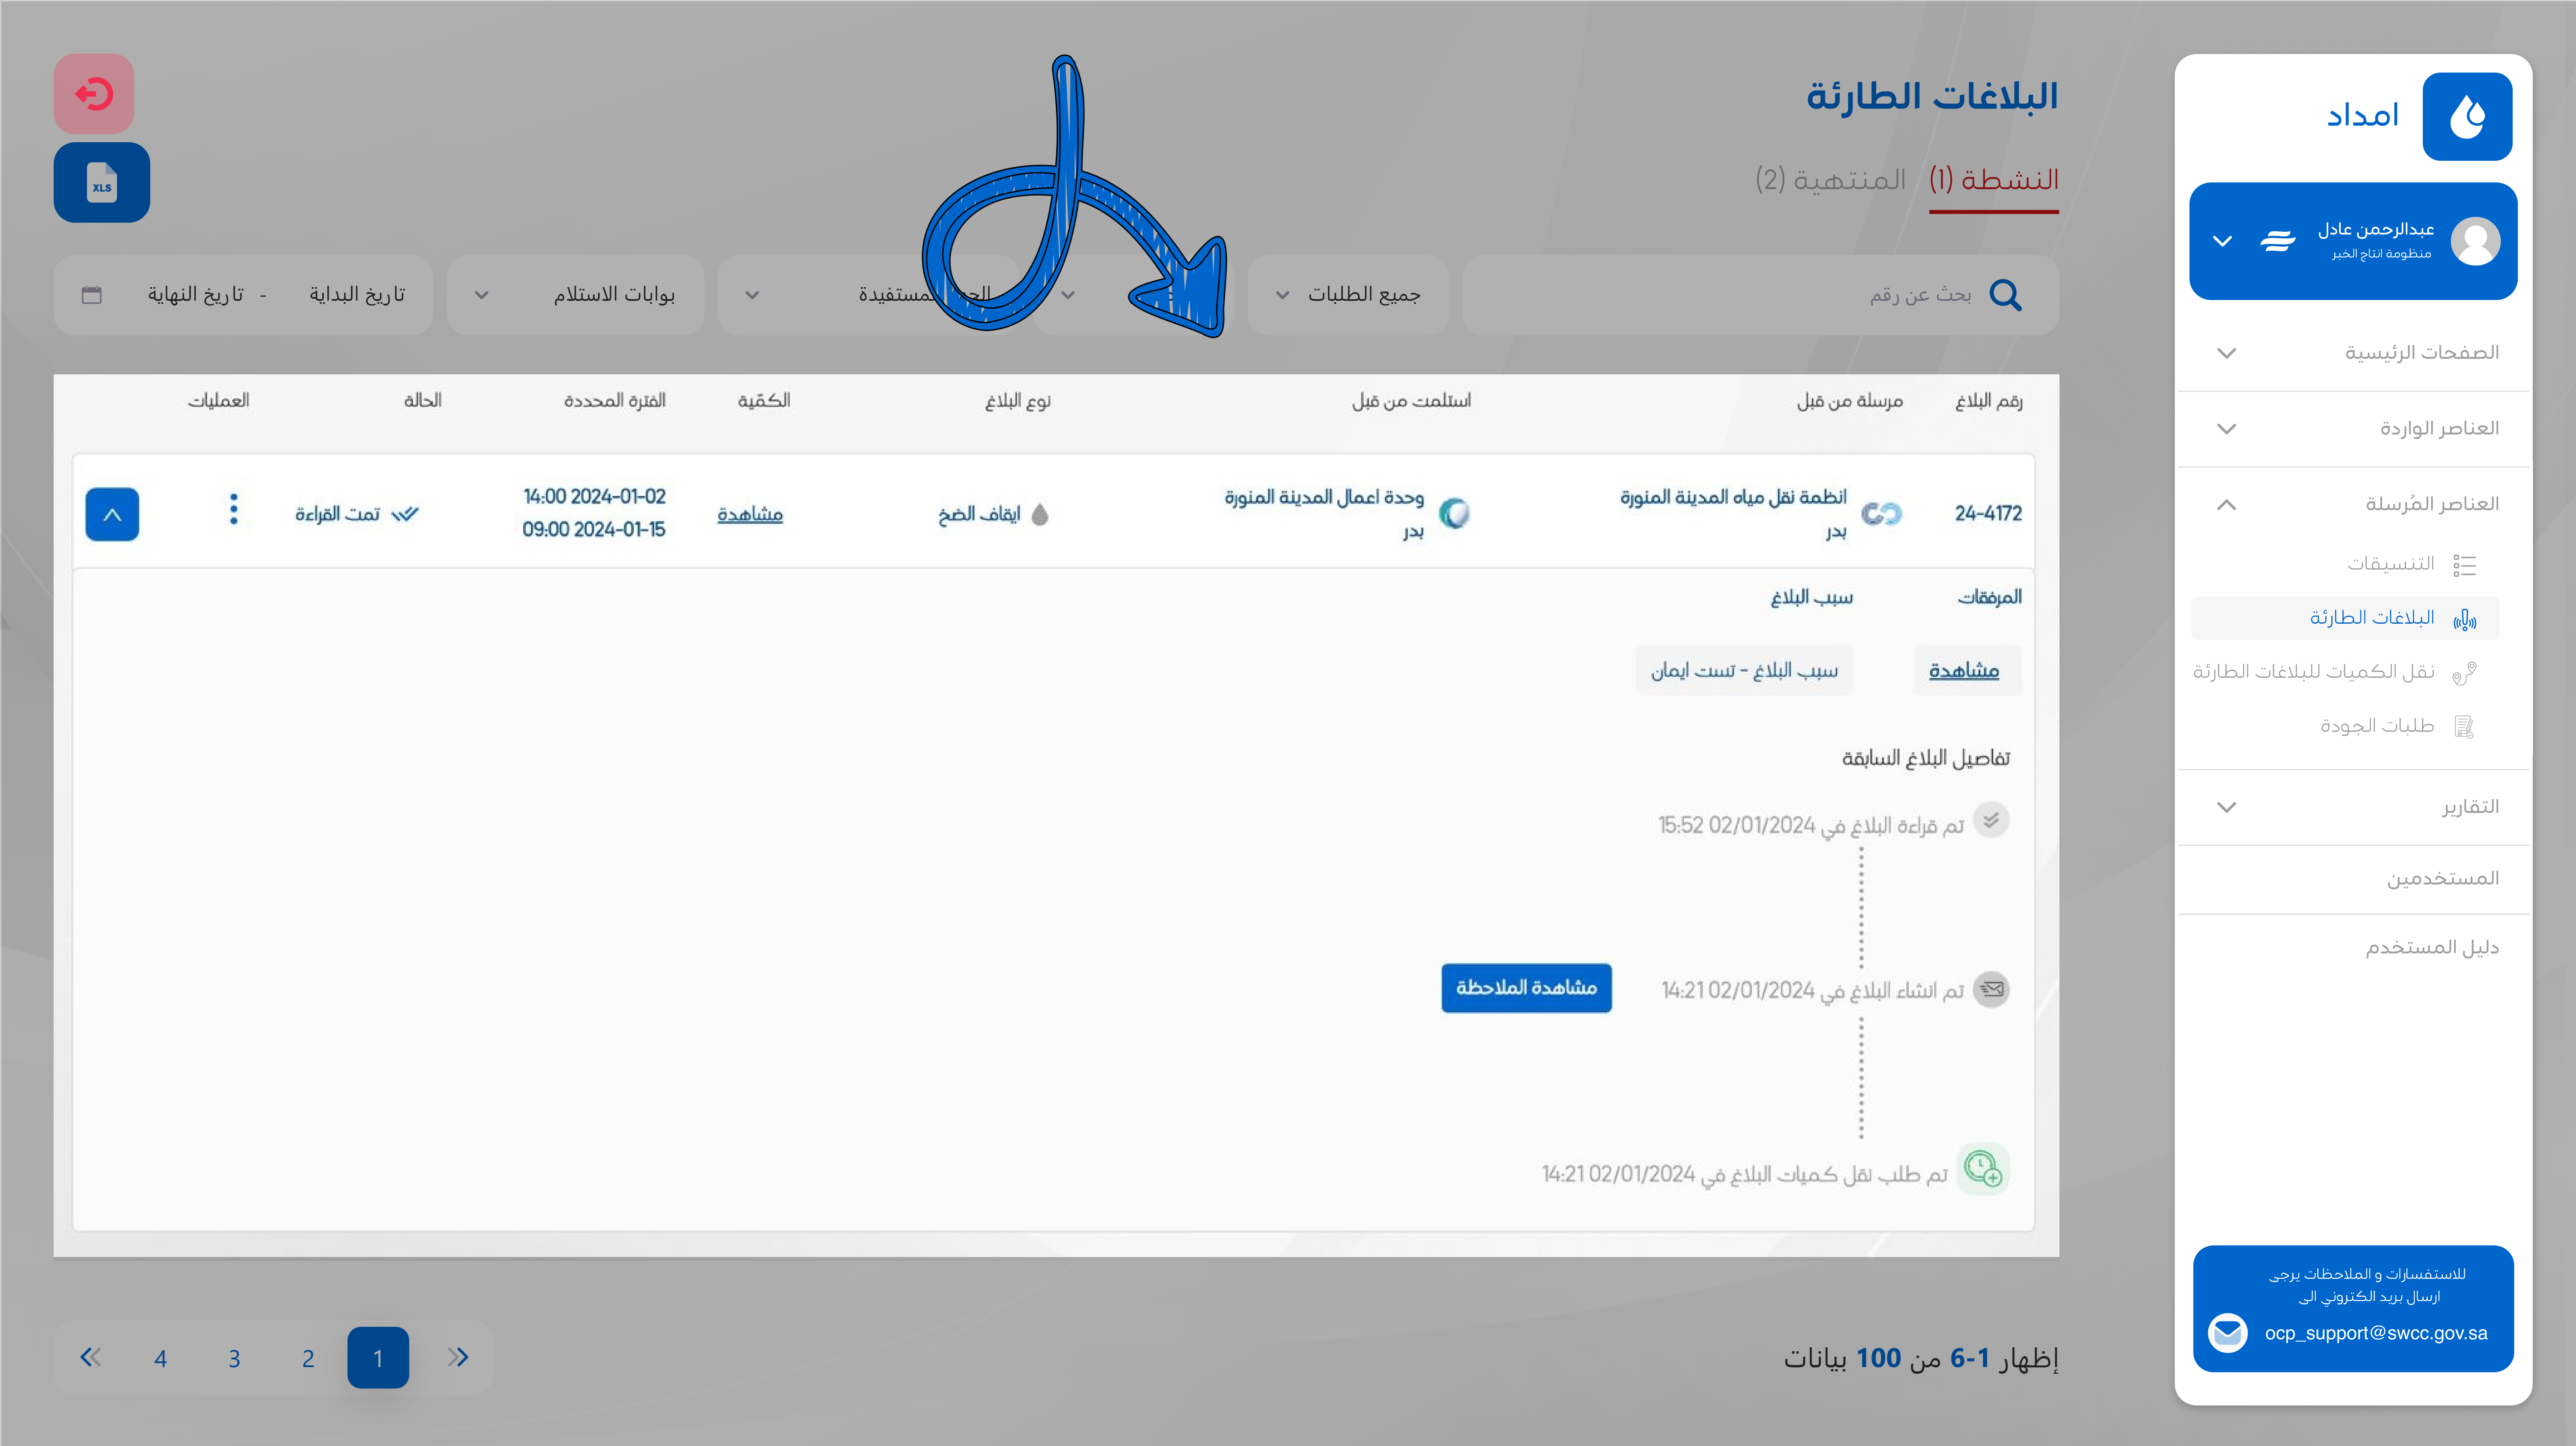 امداد
عبدالرحمن عادل
منظومة انتاج الخبر
الصفحات الرئيسية
العناصر الواردة
العناصر المُرسلة
التنسيقات
البلاغات الطارئة
نقل الكميات للبلاغات الطارئة
طلبات الجودة
التقارير
المستخدمين
دليل المستخدم
للاستفسارات و الملاحظات يرجى
ارسال بريد الكتروني الى
ocp_support@swcc.gov.sa
البلاغات الطارئة
النشطة (1) المنتهية (2)
XLS
بحث عن رقم
جميع الطلبات
المستفيدة
بوابات الاستلام
تاريخ البداية - تاريخ النهاية
رقم البلاغ مرسلة من قبل استلمت من قبل نوع البلاغ الكمّية الفترة المحددة الحالة العمليات
24-4172
انظمة نقل مياه المدينة المنورة
بدر
وحدة اعمال المدينة المنورة
بدر
ايقاف الضخ
مشاهدة
14:00 2024-01-02
09:00 2024-01-15
تمت القراءة
المرفقات سبب البلاغ
مشاهدة سبب البلاغ - تست ايمان
تفاصيل البلاغ السابقة
تم قراءة البلاغ في 02/01/2024 15:52
تم انشاء البلاغ في 02/01/2024 14:21 مشاهدة الملاحظة
تم طلب نقل كميات البلاغ في 02/01/2024 14:21
إظهار 1-6 من 100 بيانات
1 2 3 4